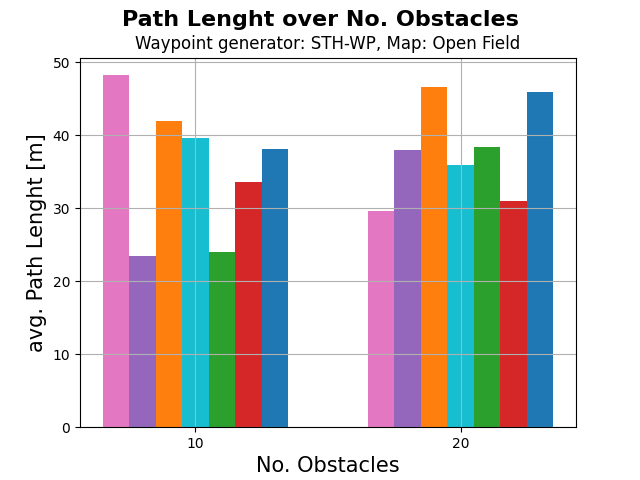 Path Lenght over No. Obstacles
Waypoint generator: STH-WP, Map: Open Field
50
40
30
20
10
0
avg. Path Lenght [m]
10 20
No. Obstacles